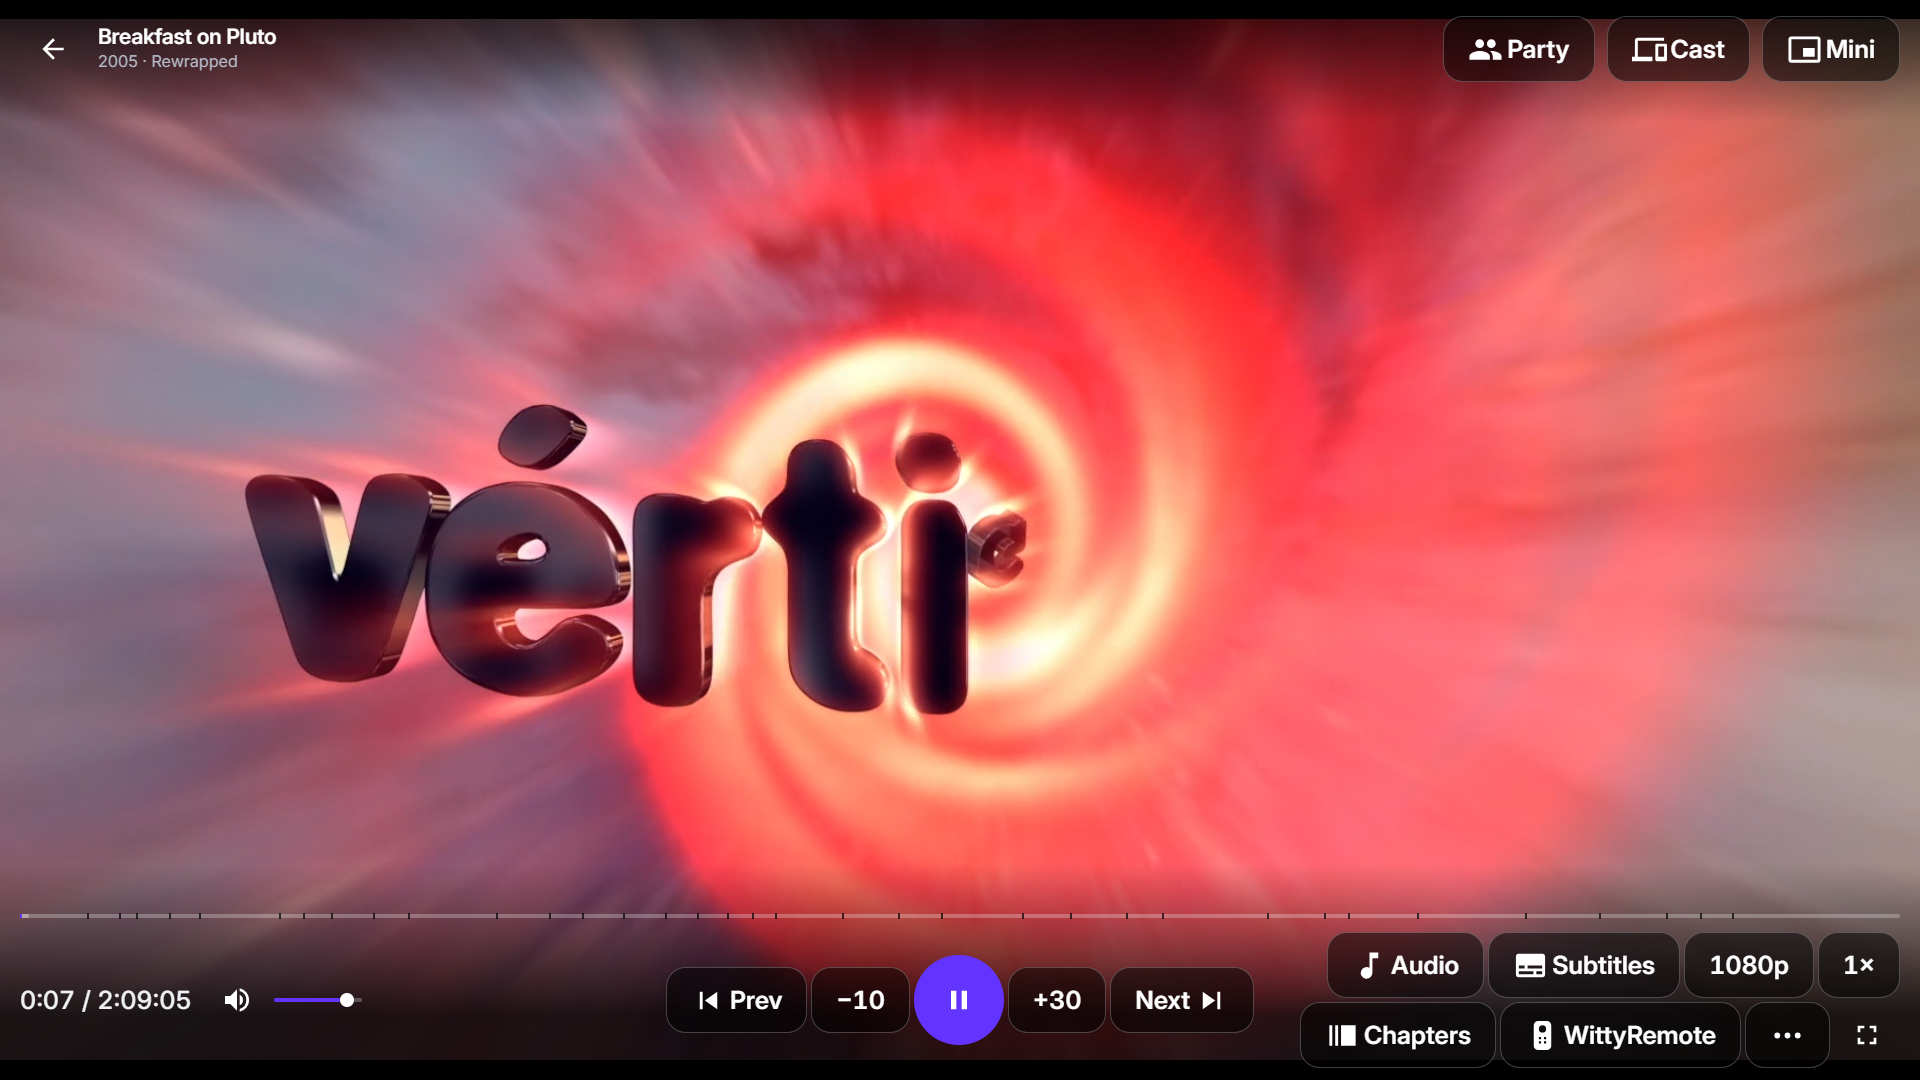 Breakfast on Pluto
2005 · Rewrapped
Party
Cast
Mini
vérti
0:07 / 2:09:05
Prev
−10
+30
Next
Audio
Subtitles
1080p
1×
Chapters
WittyRemote